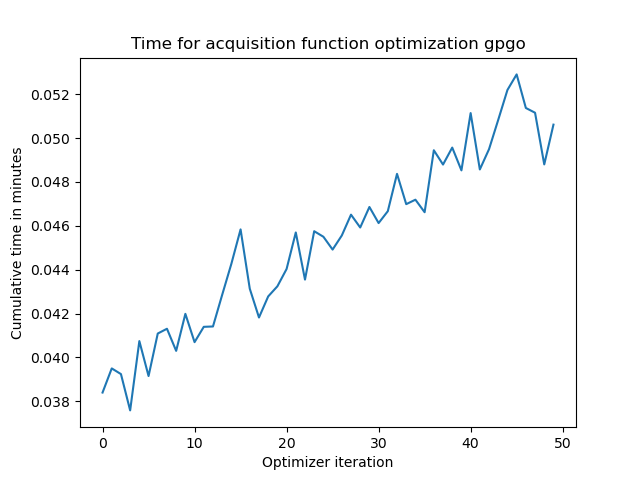 Time for acquisition function optimization gpgo
Cumulative time in minutes
0.052
0.050
0.048
0.046
0.044
0.042
0.040
0.038
0 10 20 30 40 50
Optimizer iteration